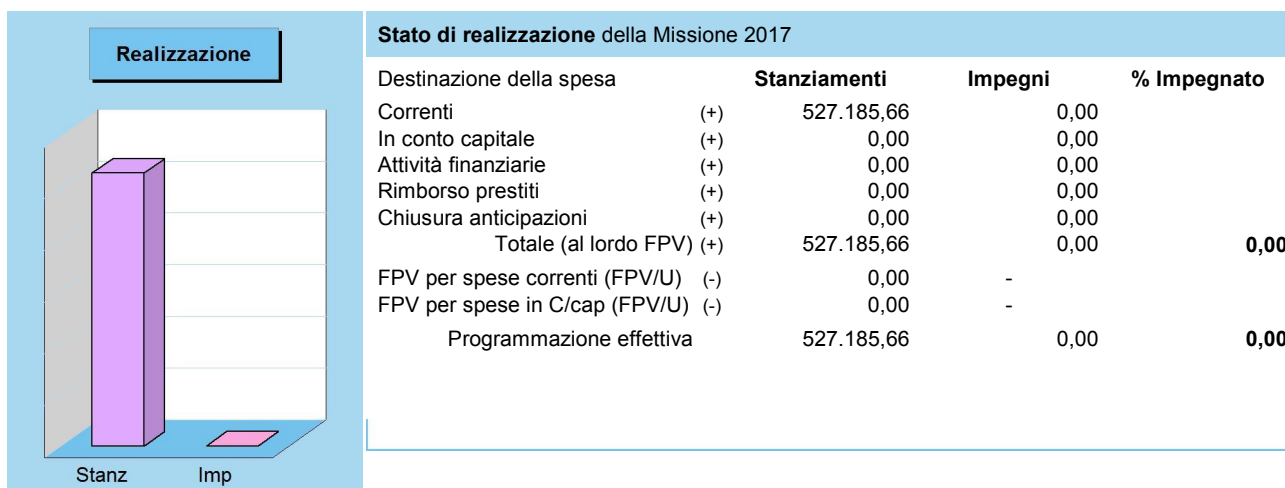 Realizzazione
Stanz Imp
Stato di realizzazione della Missione 2017
Destinazione della spesa Stanziamenti Impegni % Impegnato
Correnti (+) 527.185,66 0,00
In conto capitale (+) 0,00 0,00
Attività finanziarie (+) 0,00 0,00
Rimborso prestiti (+) 0,00 0,00
Chiusura anticipazioni (+) 0,00 0,00
Totale (al lordo FPV) (+) 527.185,66 0,00 0,00
FPV per spese correnti (FPV/U) (-) 0,00 -
FPV per spese in C/cap (FPV/U) (-) 0,00 -
Programmazione effettiva 527.185,66 0,00 0,00